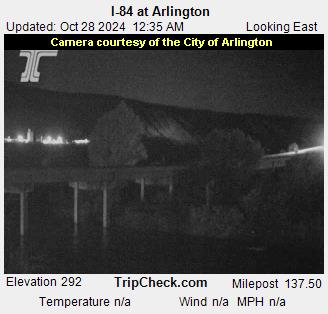 I-84 at Arlington
Updated: Oct 28 2024 12:35 AM Looking East
Camera courtesy of the City of Arlington
Elevation 292 TripCheck.com Milepost 137.50
Temperature n/a Wind n/a MPH n/a